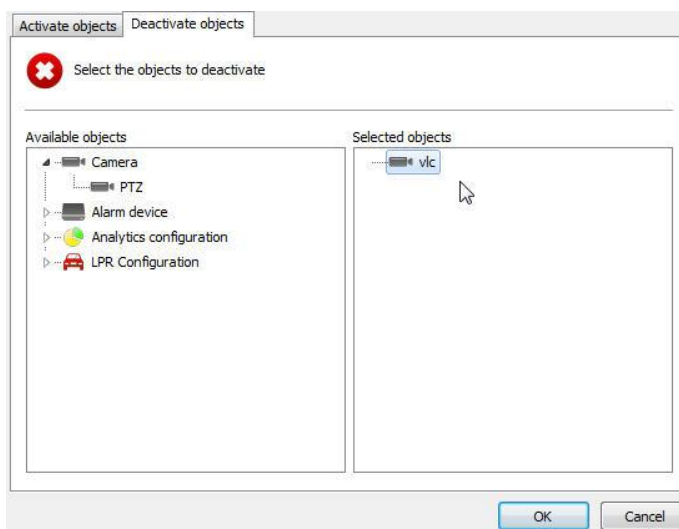 Activate objects
Deactivate objects
Select the objects to deactivate
Available objects
Selected objects
Camera
PTZ
Alarm device
Analytics configuration
LPR Configuration
vlc
OK
Cancel